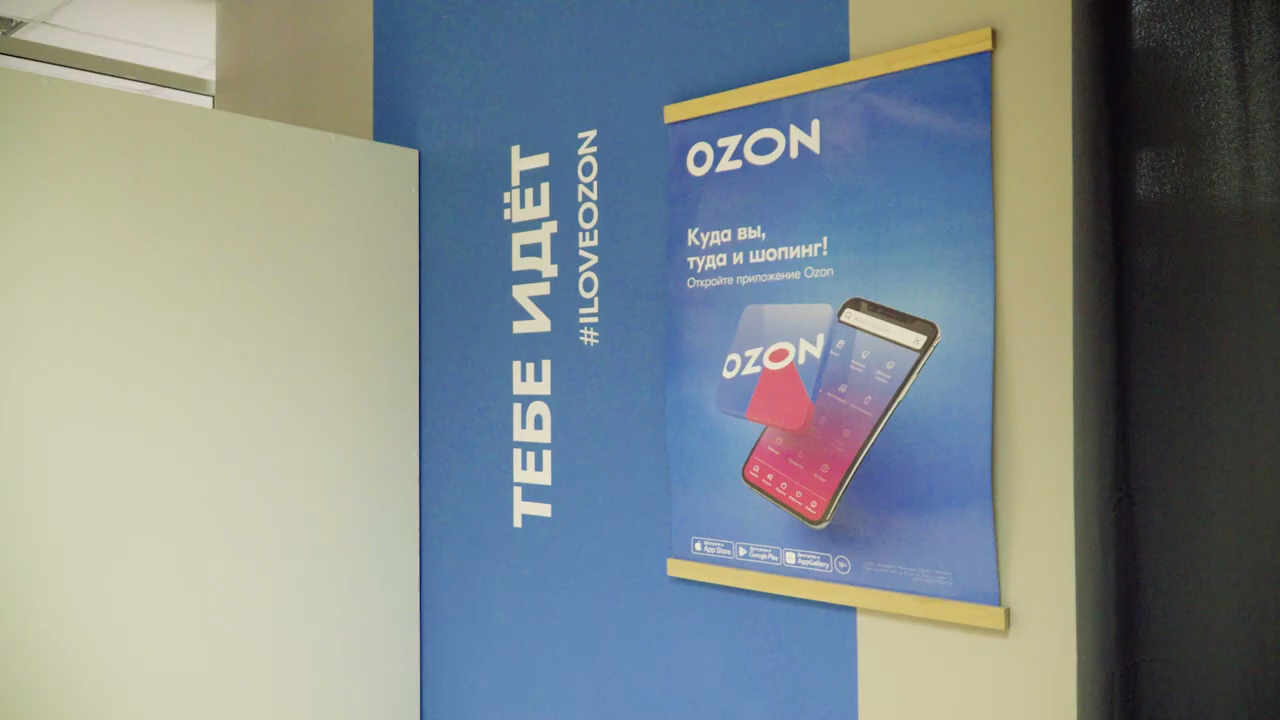 ТЕБЕ ИДЁТ
#ILOVEOZON
OZON
Куда вы,
туда и шопинг!
Откройте приложение Ozon
OZON
App Store
Google Play
AppGallery